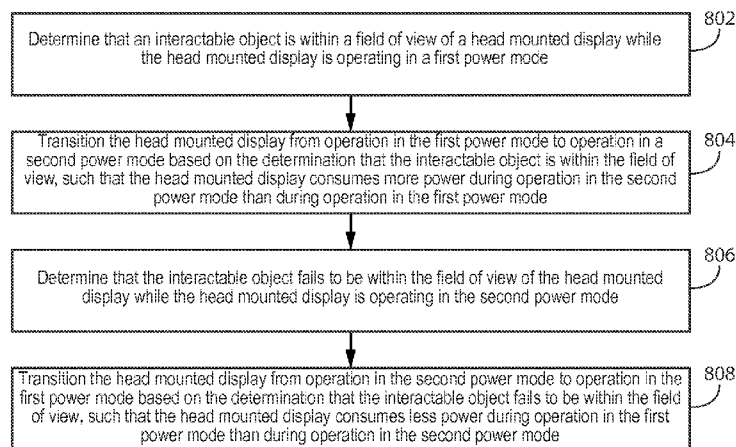 802
Determine that an interactable object is within a field of view of a head mounted display while
the head mounted display is operating in a first power mode
804
Transition the head mounted display from operation in the first power mode to operation in a
second power mode based on the determination that the interactable object is within the field of
view, such that the head mounted display consumes more power during operation in the second
power mode than during operation in the first power mode
806
Determine that the interactable object fails to be within the field of view of the head mounted
display while the head mounted display is operating in the second power mode
808
Transition the head mounted display from operation in the second power mode to operation in the
first power mode based on the determination that the interactable object fails to be within the field
of view, such that the head mounted display consumes less power during operation in the first
power mode than during operation in the second power mode